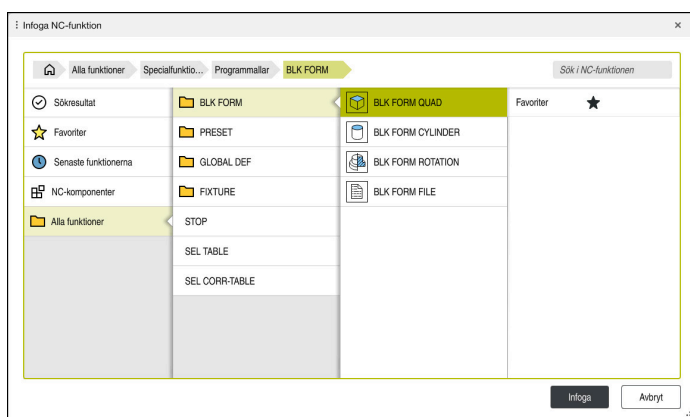 Infoga NC-funktion
Alla funktioner Specialfunktio... Programmallar BLK FORM Sök i NC-funktionen
Sökresultat BLK FORM BLK FORM QUAD Favoriter
Favoriter PRESET BLK FORM CYLINDER
Senaste funktionerna GLOBAL DEF BLK FORM ROTATION
NC-komponenter FIXTURE BLK FORM FILE
Alla funktioner STOP
SEL TABLE
SEL CORR-TABLE
Infoga Avbryt